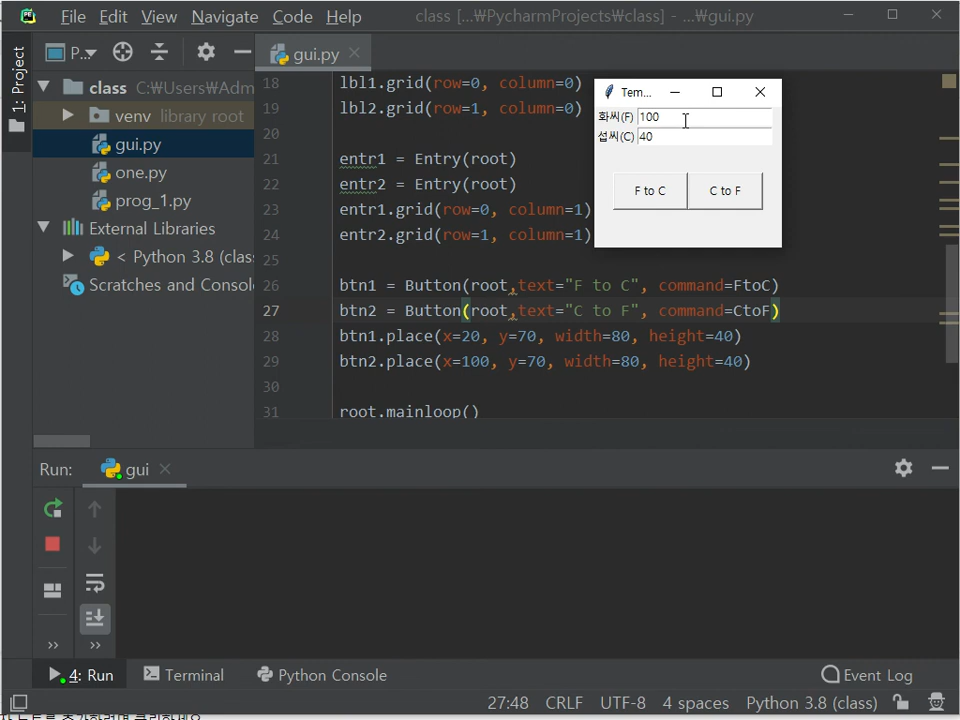 File Edit View Navigate Code Help class [...₩PycharmProjects₩class] - ...₩gui.py
1: Project
P...
gui.py
class C:₩Users₩Adm
venv library root
gui.py
one.py
prog_1.py
External Libraries
< Python 3.8 (clas
Scratches and Consol
18 lbl1.grid(row=0, column=0)
19 lbl2.grid(row=1, column=0)
20
21 entr1 = Entry(root)
22 entr2 = Entry(root)
23 entr1.grid(row=0, column=1)
24 entr2.grid(row=1, column=1)
25
26 btn1 = Button(root,text="F to C", command=FtoC)
27 btn2 = Button(root,text="C to F", command=CtoF)
28 btn1.place(x=20, y=70, width=80, height=40)
29 btn2.place(x=100, y=70, width=80, height=40)
30
31 root.mainloop()
Tem...
화씨(F) 100
섭씨(C) 40
F to C C to F
Run: gui
4: Run Terminal Python Console Event Log
27:48 CRLF UTF-8 4 spaces Python 3.8 (class)